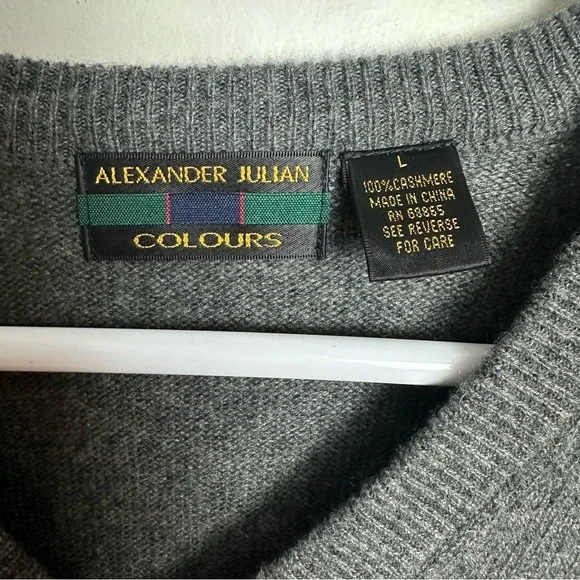 ALEXANDER JULIAN
COLOURS
L
100%CASHMERE
MADE IN CHINA
RN 68865
SEE REVERSE
FOR CARE